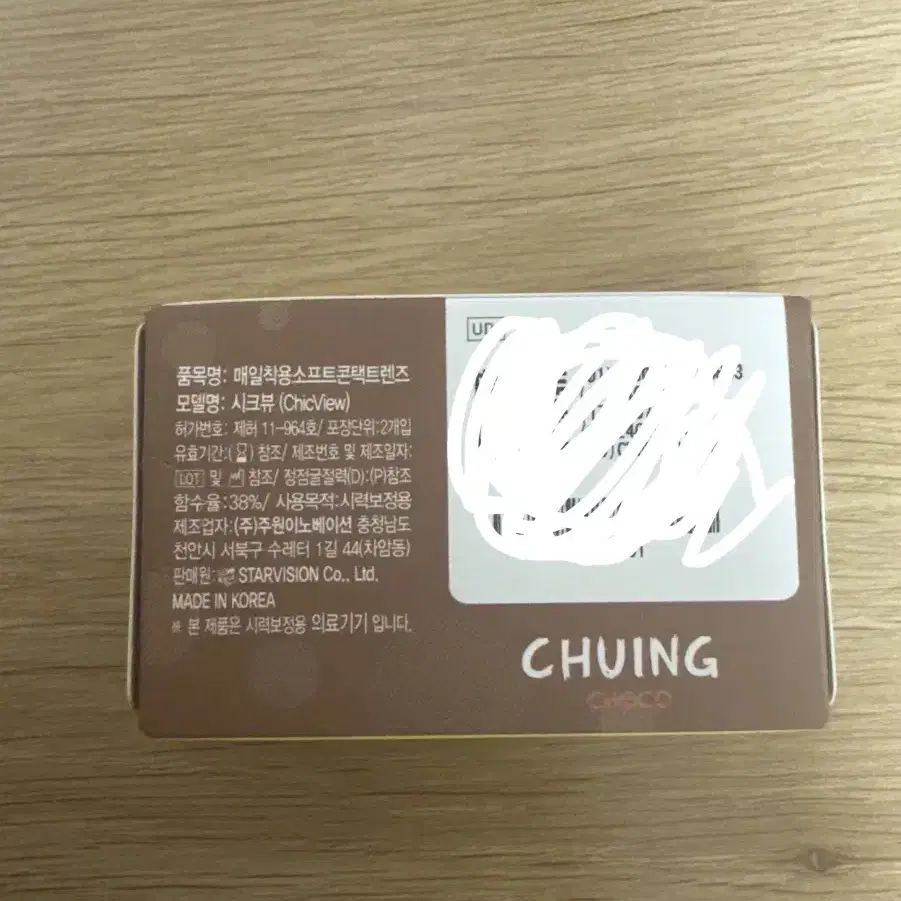 품목명: 매일착용소프트콘택트렌즈
모델명: 시크뷰 (ChicView)
허가번호: 제허 11-964호/ 포장단위:2개입
유효기간:( ) 참조/ 제조번호 및 제조일자:
LOT 및 참조/ 정점굴절력(D):(P)참조
함수율:38%/ 사용목적:시력보정용
제조업자:(주)주원이노베이션 충청남도
천안시 서북구 수레터 1길 44(차암동)
판매원: STARVISION Co., Ltd.
MADE IN KOREA
※ 본 제품은 시력보정용 의료기기 입니다.
CHUING
CHOCO